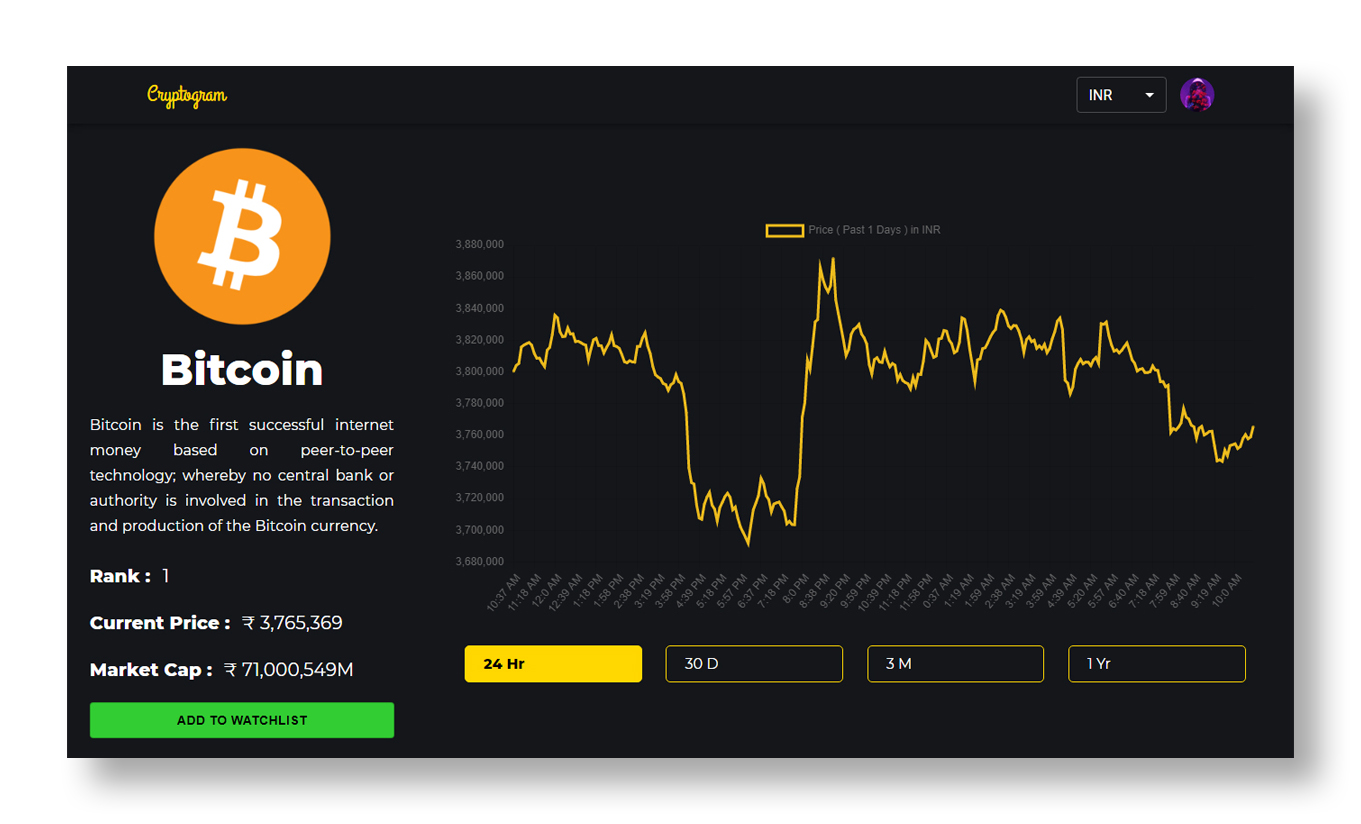 Cryptogram
INR
Bitcoin
Bitcoin is the first successful internet
money based on peer-to-peer
technology; whereby no central bank or
authority is involved in the transaction
and production of the Bitcoin currency.
Rank : 1
Current Price : ₹ 3,765,369
Market Cap : ₹ 71,000,549M
ADD TO WATCHLIST
Price ( Past 1 Days ) in INR
3,880,000
3,860,000
3,840,000
3,820,000
3,800,000
3,780,000
3,760,000
3,740,000
3,720,000
3,700,000
3,680,000
10:37 AM
11:18 AM
12:0 AM
12:39 AM
1:18 PM
1:58 PM
2:38 PM
3:19 PM
3:58 PM
4:39 PM
5:18 PM
5:57 PM
6:37 PM
7:18 PM
8:0 PM
8:38 PM
9:20 PM
9:59 PM
10:39 PM
11:18 PM
11:58 PM
0:37 AM
1:19 AM
1:59 AM
2:38 AM
3:19 AM
3:59 AM
4:39 AM
5:20 AM
5:57 AM
6:40 AM
7:18 AM
7:59 AM
8:40 AM
9:19 AM
10:0 AM
24 Hr
30 D
3 M
1 Yr